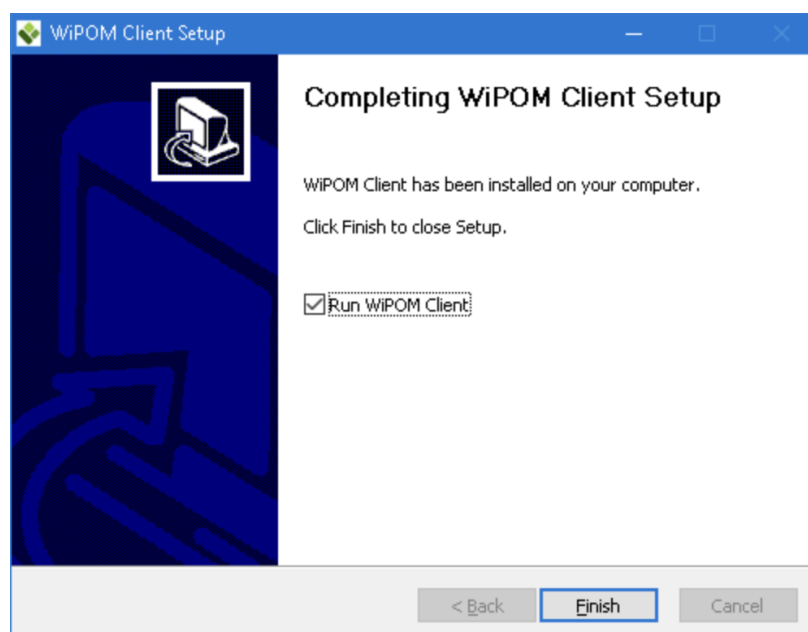 WiPOM Client Setup
Completing WiPOM Client Setup
WiPOM Client has been installed on your computer.
Click Finish to close Setup.
Run WiPOM Client
< Back
Finish
Cancel